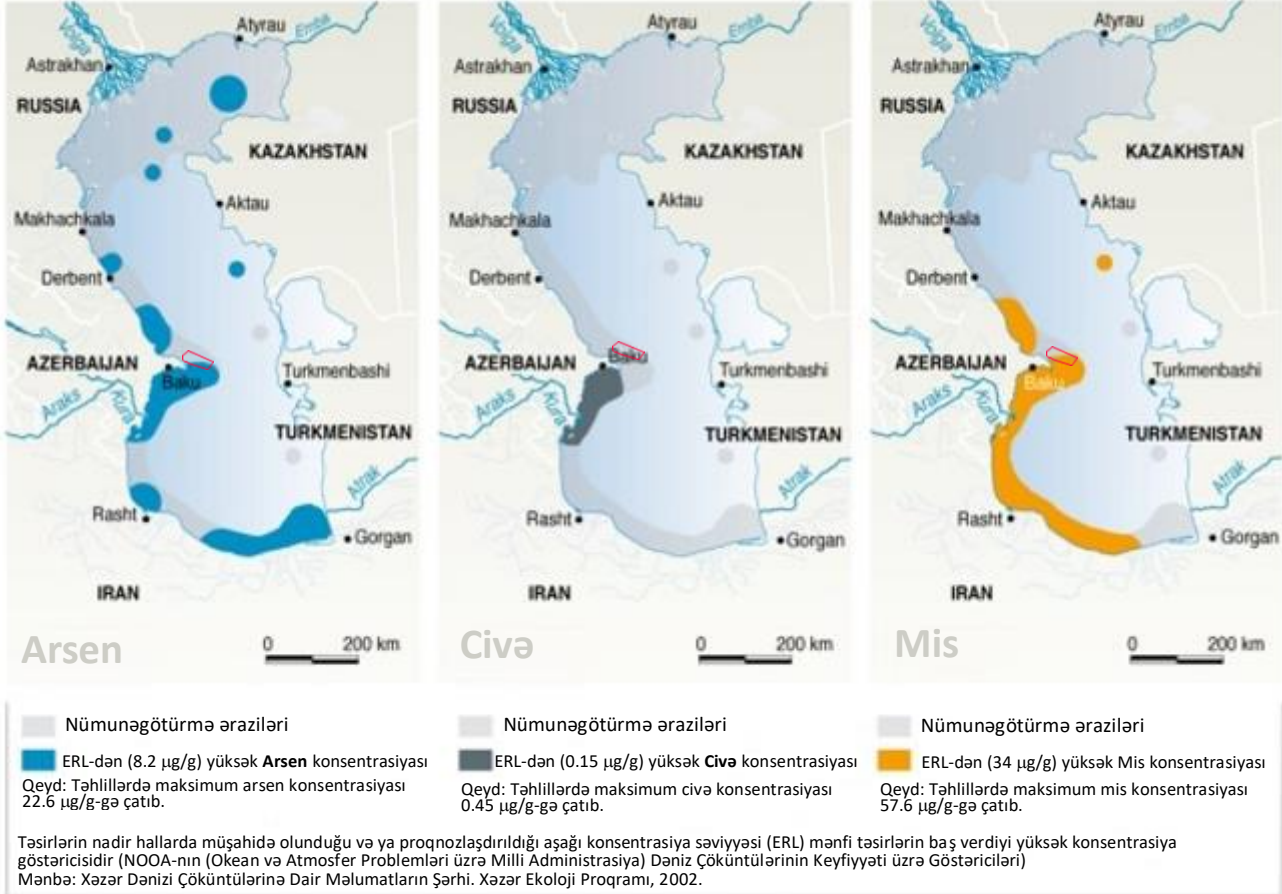 Atyrau
Volga
Emba
Astrakhan
RUSSIA
KAZAKHSTAN
Aktau
Makhachkala
Derbent
AZERBAIJAN
Baku
Turkmenbashi
Araks
Kura
TURKMENISTAN
Atrak
Rasht
Gorgan
IRAN
Arsen
0 200 km
Atyrau
Volga
Emba
Astrakhan
RUSSIA
KAZAKHSTAN
Aktau
Makhachkala
Derbent
AZERBAIJAN
Baku
Turkmenbashi
Araks
Kura
TURKMENISTAN
Atrak
Rasht
Gorgan
IRAN
Civə
0 200 km
Atyrau
Volga
Emba
Astrakhan
RUSSIA
KAZAKHSTAN
Aktau
Makhachkala
Derbent
AZERBAIJAN
Baku
Turkmenbashi
Araks
Kura
TURKMENISTAN
Atrak
Rasht
Gorgan
IRAN
Mis
0 200 km
Nümunəgötürmə əraziləri
ERL-dən (8.2 µg/g) yüksək Arsen konsentrasiyası
Qeyd: Təhlillərdə maksimum arsen konsentrasiyası
22.6 µg/g-gə çatıb.
Nümunəgötürmə əraziləri
ERL-dən (0.15 µg/g) yüksək Civə konsentrasiyası
Qeyd: Təhlillərdə maksimum civə konsentrasiyası
0.45 µg/g-gə çatıb.
Nümunəgötürmə əraziləri
ERL-dən (34 µg/g) yüksək Mis konsentrasiyası
Qeyd: Təhlillərdə maksimum mis konsentrasiyası
57.6 µg/g-gə çatıb.
Təsirlərin nadir hallarda müşahidə olunduğu və ya proqnozlaşdırıldığı aşağı konsentrasiya səviyyəsi (ERL) mənfi təsirlərin baş verdiyi yüksək konsentrasiya
göstəricisidir (NOOA-nın (Okean və Atmosfer Problemləri üzrə Milli Administrasiya) Dəniz Çöküntülərinin Keyfiyyəti üzrə Göstəriciləri)
Mənbə: Xəzər Dənizi Çöküntülərinə Dair Məlumatların Şərhi. Xəzər Ekoloji Proqramı, 2002.